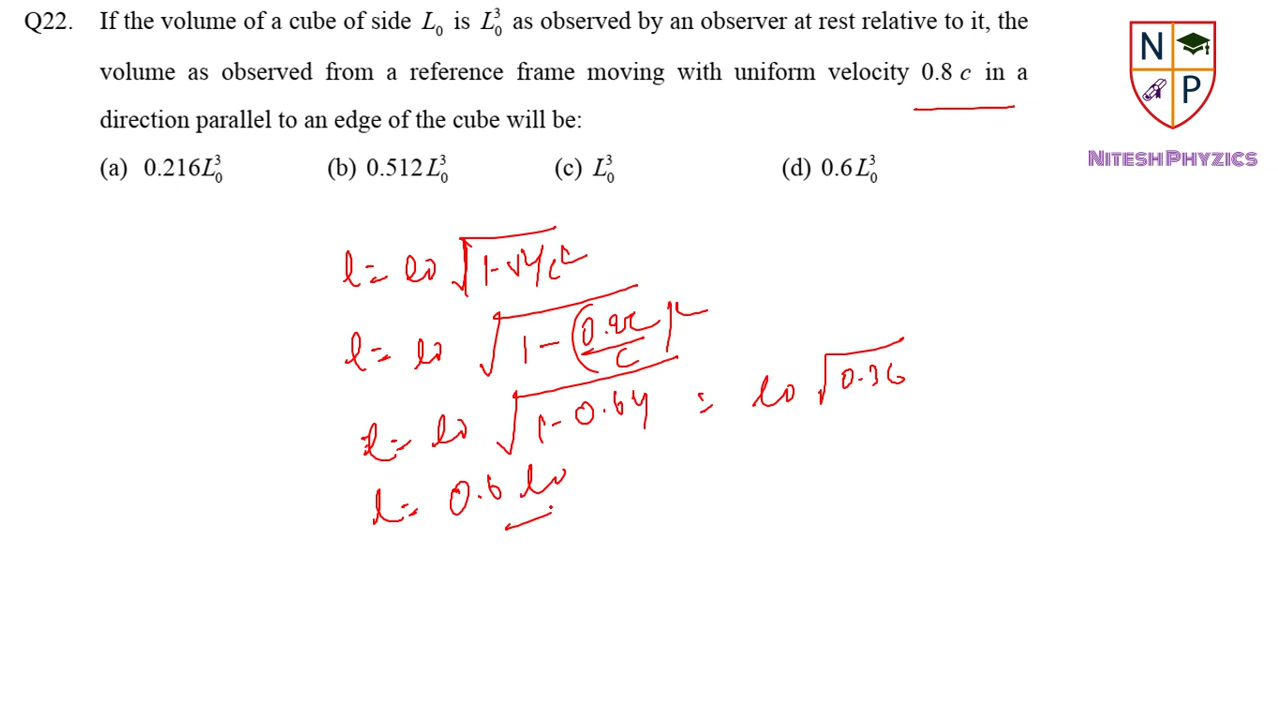 Q22. If the volume of a cube of side L₀ is L₀³ as observed by an observer at rest relative to it, the
volume as observed from a reference frame moving with uniform velocity 0.8 c in a
direction parallel to an edge of the cube will be:
(a) 0.216L₀³ (b) 0.512L₀³ (c) L₀³ (d) 0.6L₀³
N P
NITESHPHYZICS
l = l₀ √(1-v²/c²)
l = l₀ √(1-(0.8c/c)²)
l = l₀ √(1-0.64) = l₀ √0.36
l = 0.6 l₀